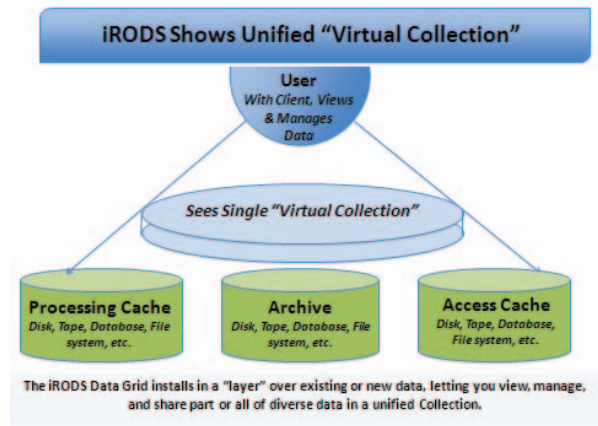 iRODS Shows Unified “Virtual Collection”
User
With Client, Views
& Manages
Data
Sees Single “Virtual Collection”
Processing Cache
Disk, Tape, Database, File
system, etc.
Archive
Disk, Tape, Database, File
system, etc.
Access Cache
Disk, Tape, Database,
File system, etc.
The iRODS Data Grid installs in a “layer” over existing or new data, letting you view, manage,
and share part or all of diverse data in a unified Collection.